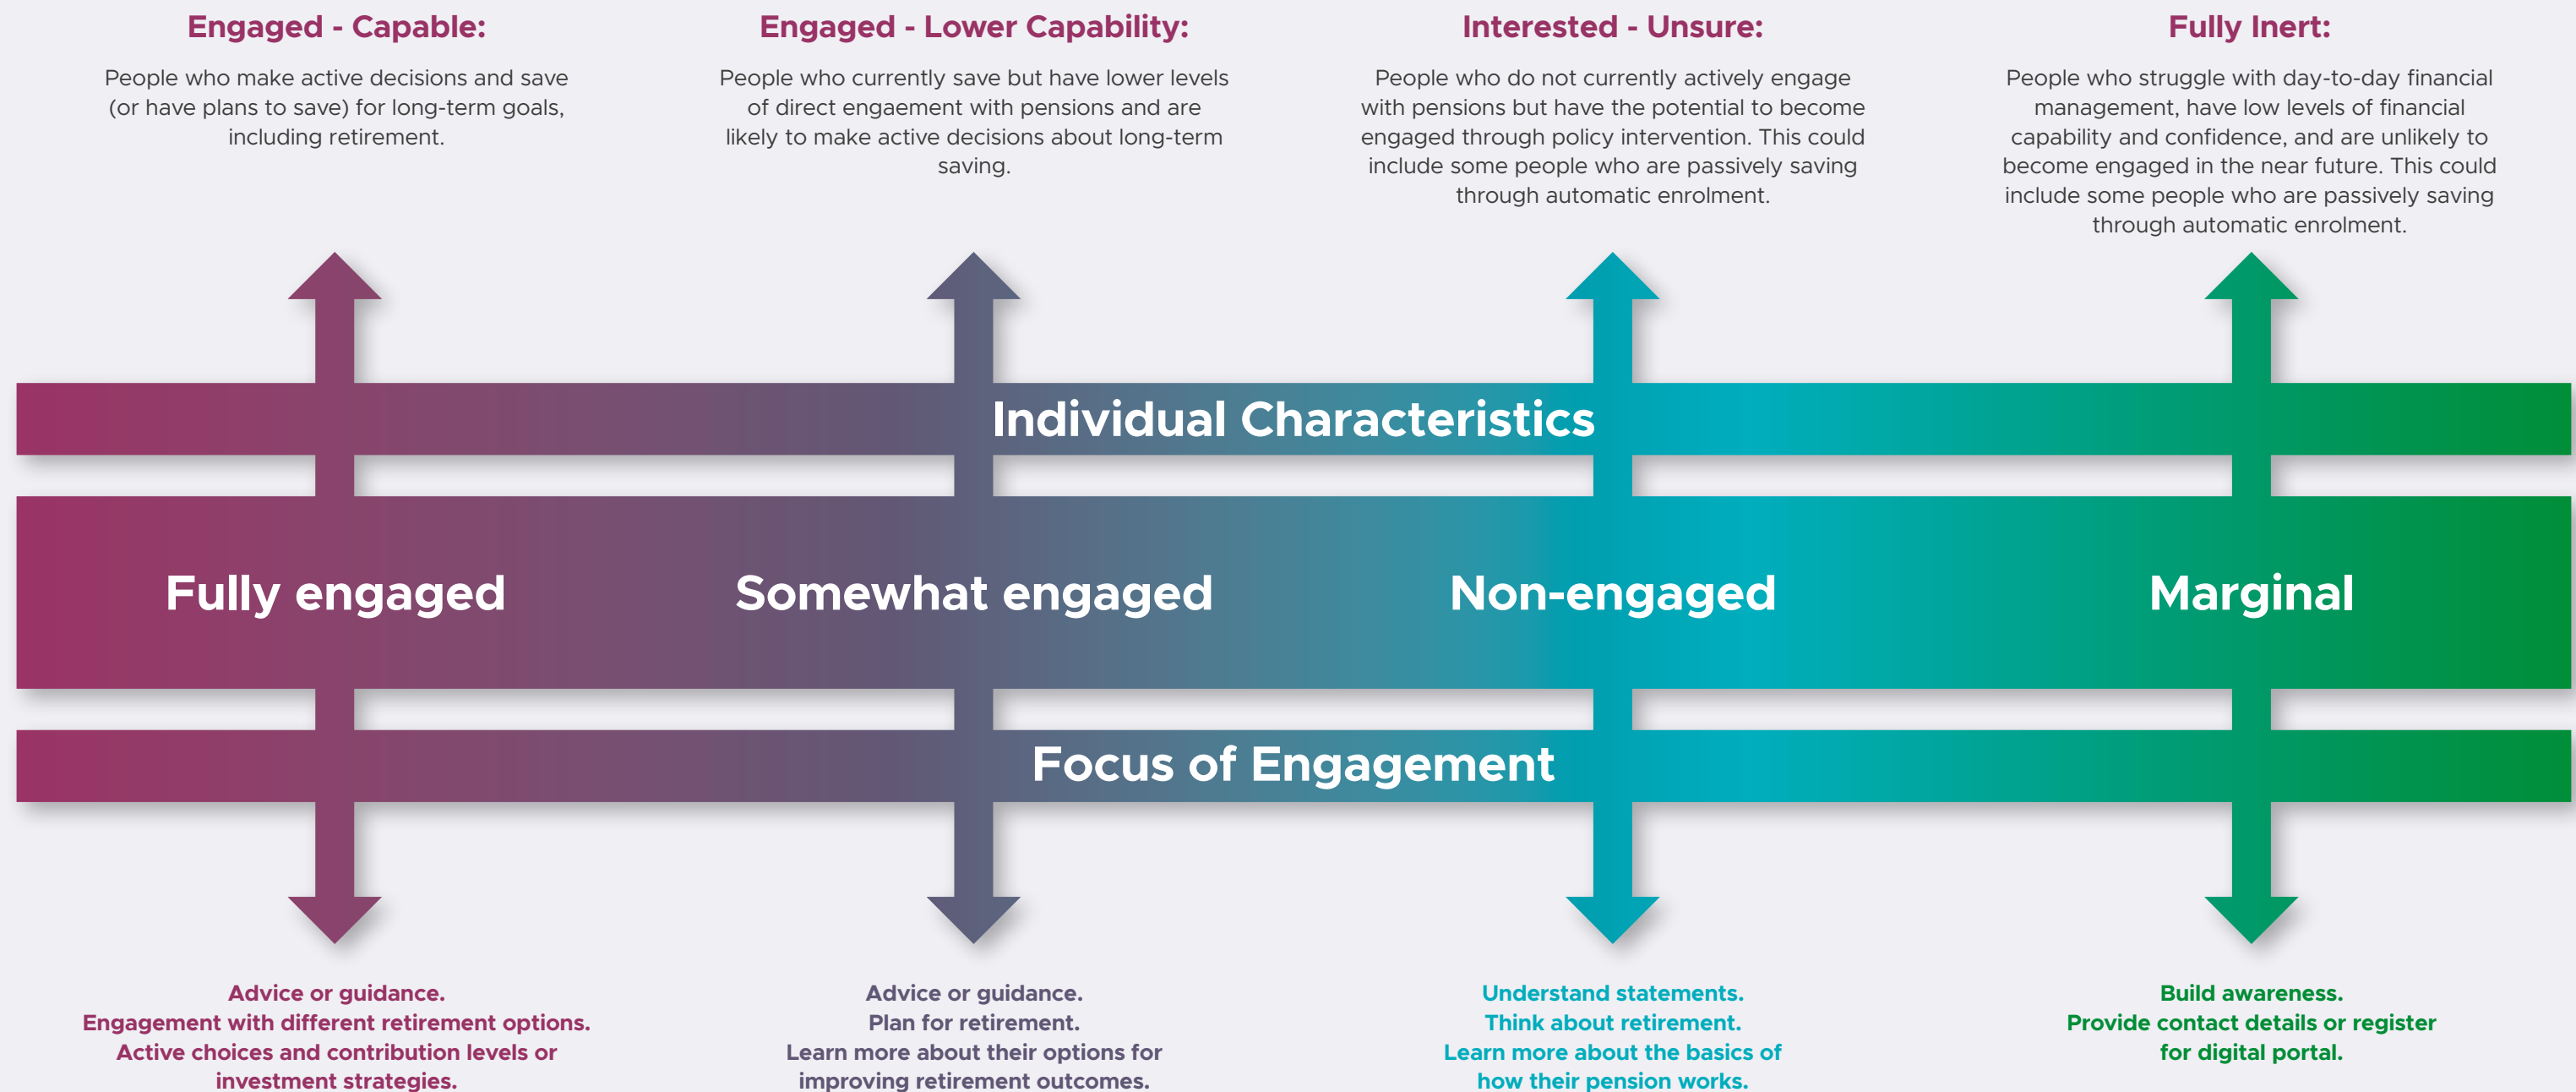 Engaged - Capable:
People who make active decisions and save
(or have plans to save) for long-term goals,
including retirement.
Engaged - Lower Capability:
People who currently save but have lower levels
of direct engaement with pensions and are
likely to make active decisions about long-term
saving.
Interested - Unsure:
People who do not currently actively engage
with pensions but have the potential to become
engaged through policy intervention. This could
include some people who are passively saving
through automatic enrolment.
Fully Inert:
People who struggle with day-to-day financial
management, have low levels of financial
capability and confidence, and are unlikely to
become engaged in the near future. This could
include some people who are passively saving
through automatic enrolment.
Individual Characteristics
Fully engaged
Somewhat engaged
Non-engaged
Marginal
Focus of Engagement
Advice or guidance.
Engagement with different retirement options.
Active choices and contribution levels or
investment strategies.
Advice or guidance.
Plan for retirement.
Learn more about their options for
improving retirement outcomes.
Understand statements.
Think about retirement.
Learn more about the basics of
how their pension works.
Build awareness.
Provide contact details or register
for digital portal.